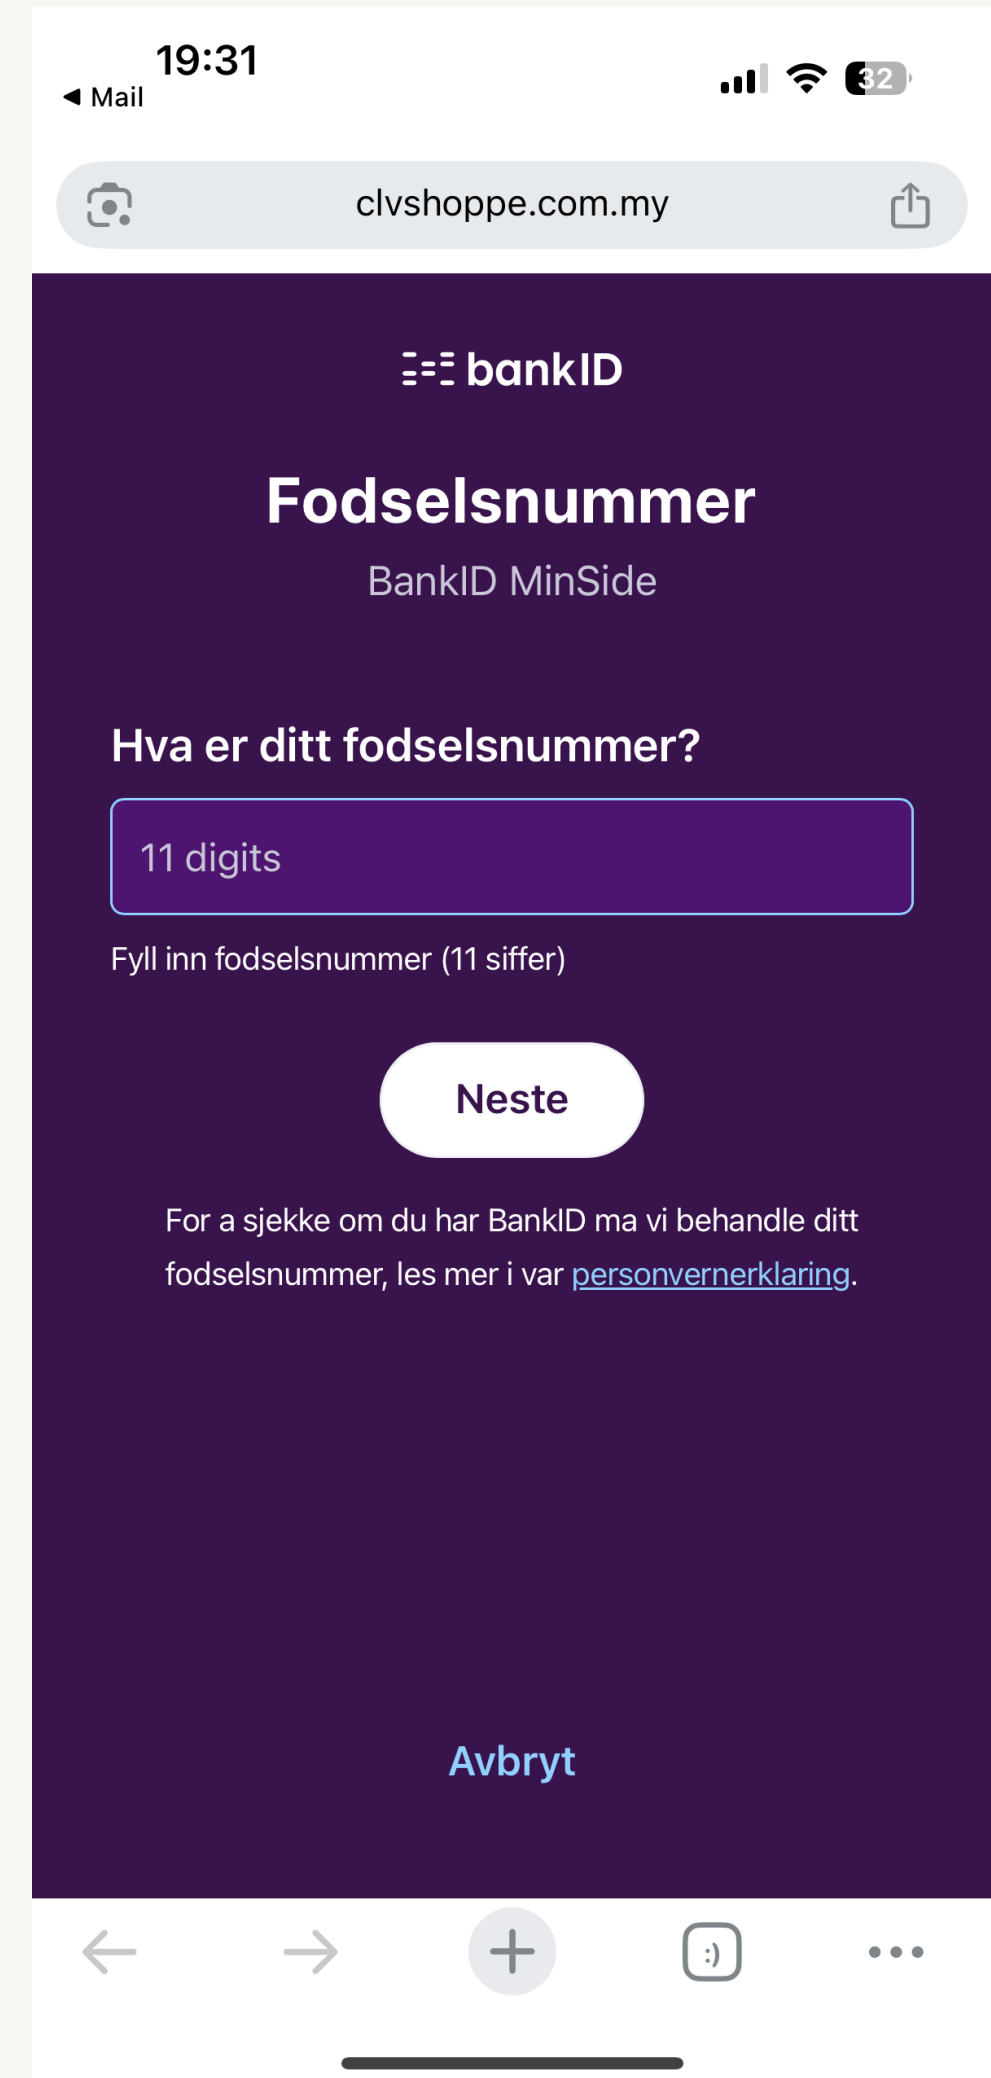 19:31
Mail
32
clvshoppe.com.my
bankID
Fodselsnummer
BankID MinSide
Hva er ditt fodselsnummer?
11 digits
Fyll inn fodselsnummer (11 siffer)
Neste
For a sjekke om du har BankID ma vi behandle ditt
fodselsnummer, les mer i var personvernerklaring.
Avbryt
:)